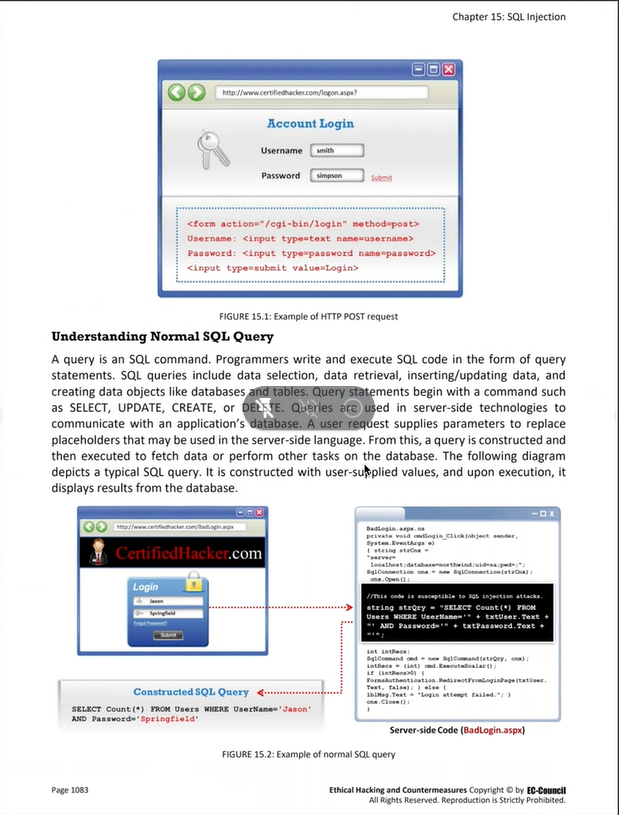 Chapter 15: SQL Injection
http://www.certifiedhacker.com/logon.aspx?
Account Login
Username smith
Password simpson Submit
<form action="/cgi-bin/login" method=post>
Username: <input type=text name=username>
Password: <input type=password name=password>
<input type=submit value=Login>
FIGURE 15.1: Example of HTTP POST request
Understanding Normal SQL Query
A query is an SQL command. Programmers write and execute SQL code in the form of query
statements. SQL queries include data selection, data retrieval, inserting/updating data, and
creating data objects like databases and tables. Query statements begin with a command such
as SELECT, UPDATE, CREATE, or DELETE. Queries are used in server-side technologies to
communicate with an application's database. A user request supplies parameters to replace
placeholders that may be used in the server-side language. From this, a query is constructed and
then executed to fetch data or perform other tasks on the database. The following diagram
depicts a typical SQL query. It is constructed with user-supplied values, and upon execution, it
displays results from the database.
http://www.certifiedhacker.com/BadLogin.aspx
CertifiedHacker.com
Login
Jason
Springfield
Forgot Password?
Submit
BadLogin.aspx.cs
private void cmdLogin_Click(object sender,
System.EventArgs e)
{ string strCnx =
"server=
localhost;database=northwind;uid=sa;pwd=;";
SqlConnection cnx = new SqlConnection(strCnx);
cnx.Open();
//This code is susceptible to SQL injection attacks.
string strQry = "SELECT Count(*) FROM
Users WHERE UserName='" + txtUser.Text +
"' AND Password='" + txtPassword.Text +
"'";
int intRecs;
SqlCommand cmd = new SqlCommand(strQry, cnx);
intRecs = (int) cmd.ExecuteScalar();
if (intRecs>0) {
FormsAuthentication.RedirectFromLoginPage(txtUser.
Text, false); } else {
lblMsg.Text = "Login attempt failed."; }
cnx.Close();
}
Constructed SQL Query
SELECT Count(*) FROM Users WHERE UserName='Jason'
AND Password='Springfield'
Server-side Code (BadLogin.aspx)
FIGURE 15.2: Example of normal SQL query
Page 1083
Ethical Hacking and Countermeasures Copyright © by EC-Council
All Rights Reserved. Reproduction is Strictly Prohibited.